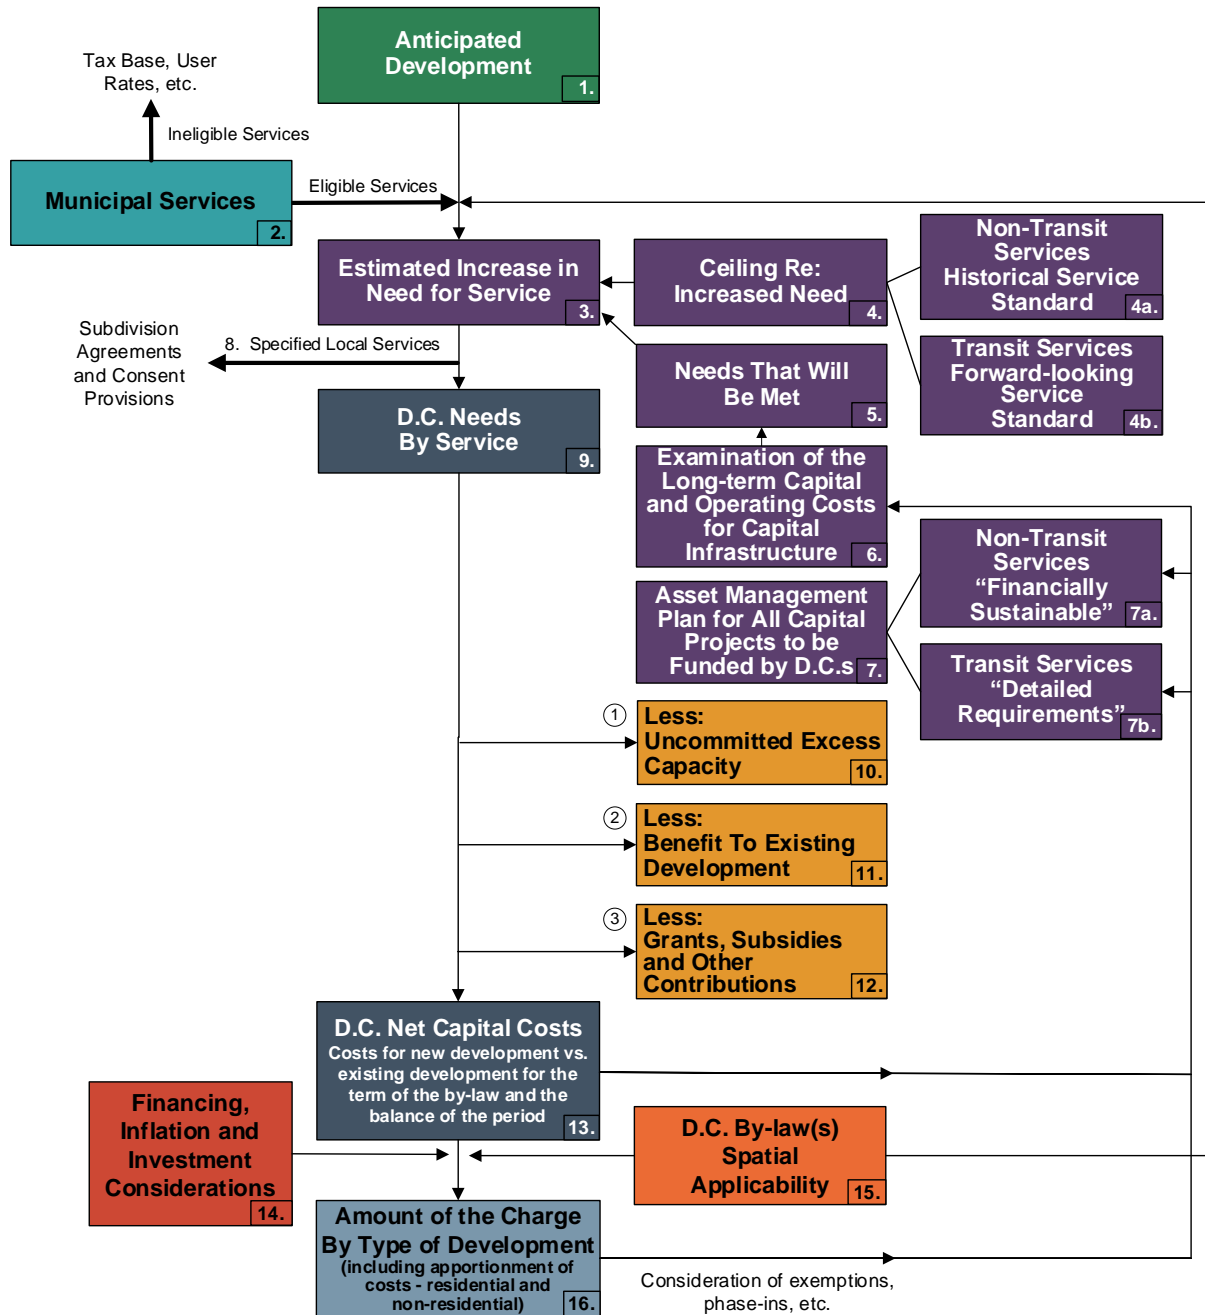 Anticipated
Development
1.
Tax Base, User
Rates, etc.
Ineligible Services
Municipal Services
2.
Eligible Services
Estimated Increase in
Need for Service
3.
Ceiling Re:
Increased Need
4.
Non-Transit
Services
Historical Service
Standard
4a.
Transit Services
Forward-looking
Service
Standard
4b.
Needs That Will
Be Met
5.
8. Specified Local Services
Subdivision
Agreements
and Consent
Provisions
D.C. Needs
By Service
9.
Examination of the
Long-term Capital
and Operating Costs
for Capital
Infrastructure
6.
Asset Management
Plan for All Capital
Projects to be
Funded by D.C.s
7.
Non-Transit
Services
“Financially
Sustainable”
7a.
Transit Services
“Detailed
Requirements”
7b.
1
Less:
Uncommitted Excess
Capacity
10.
2
Less:
Benefit To Existing
Development
11.
3
Less:
Grants, Subsidies
and Other
Contributions
12.
D.C. Net Capital Costs
Costs for new development vs.
existing development for the
term of the by-law and the
balance of the period
13.
Financing,
Inflation and
Investment
Considerations
14.
D.C. By-law(s)
Spatial
Applicability
15.
Amount of the Charge
By Type of Development
(including apportionment of
costs - residential and
non-residential)
16.
Consideration of exemptions,
phase-ins, etc.